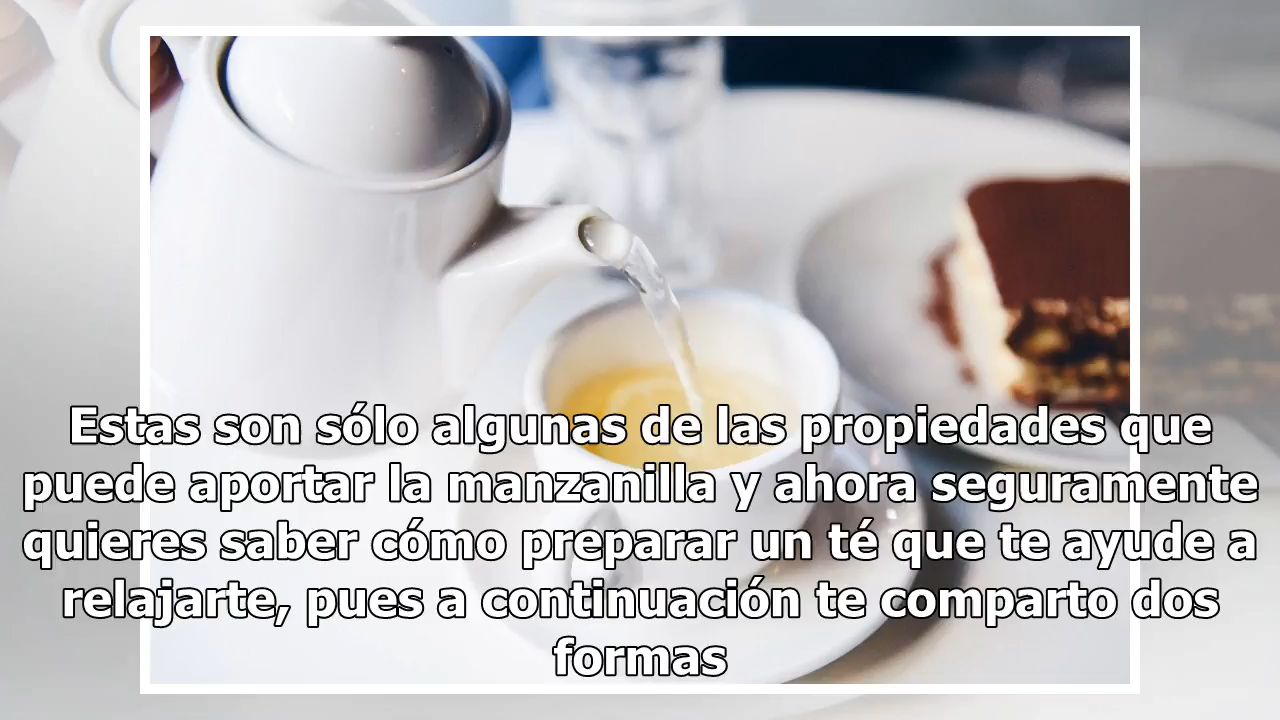 Estas son sólo algunas de las propiedades que
puede aportar la manzanilla y ahora seguramente
quieres saber cómo preparar un té que te ayude a
relajarte, pues a continuación te comparto dos
formas